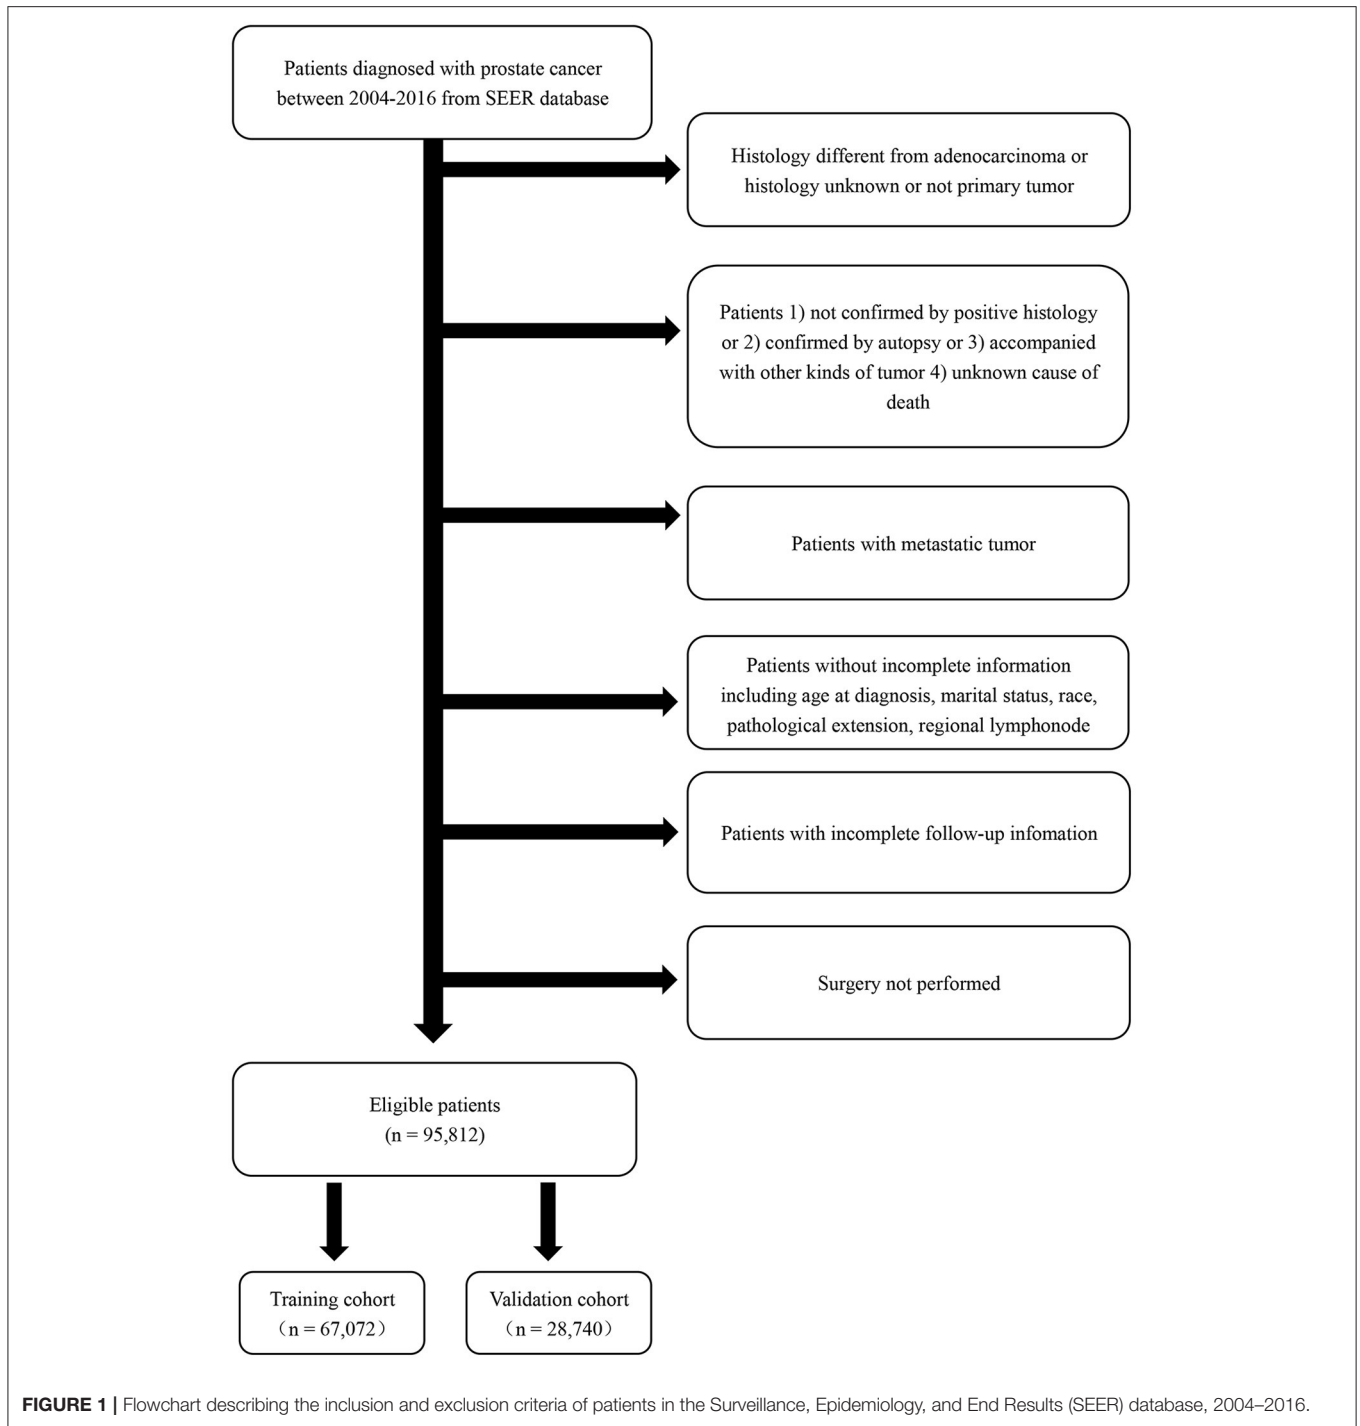 Patients diagnosed with prostate cancer
between 2004-2016 from SEER database
Histology different from adenocarcinoma or
histology unknown or not primary tumor
Patients 1) not confirmed by positive histology
or 2) confirmed by autopsy or 3) accompanied
with other kinds of tumor 4) unknown cause of
death
Patients with metastatic tumor
Patients without incomplete information
including age at diagnosis, marital status, race,
pathological extension, regional lymphonode
Patients with incomplete follow-up infomation
Surgery not performed
Eligible patients
(n = 95,812)
Training cohort
（n = 67,072）
Validation cohort
（n = 28,740）
FIGURE 1 | Flowchart describing the inclusion and exclusion criteria of patients in the Surveillance, Epidemiology, and End Results (SEER) database, 2004–2016.